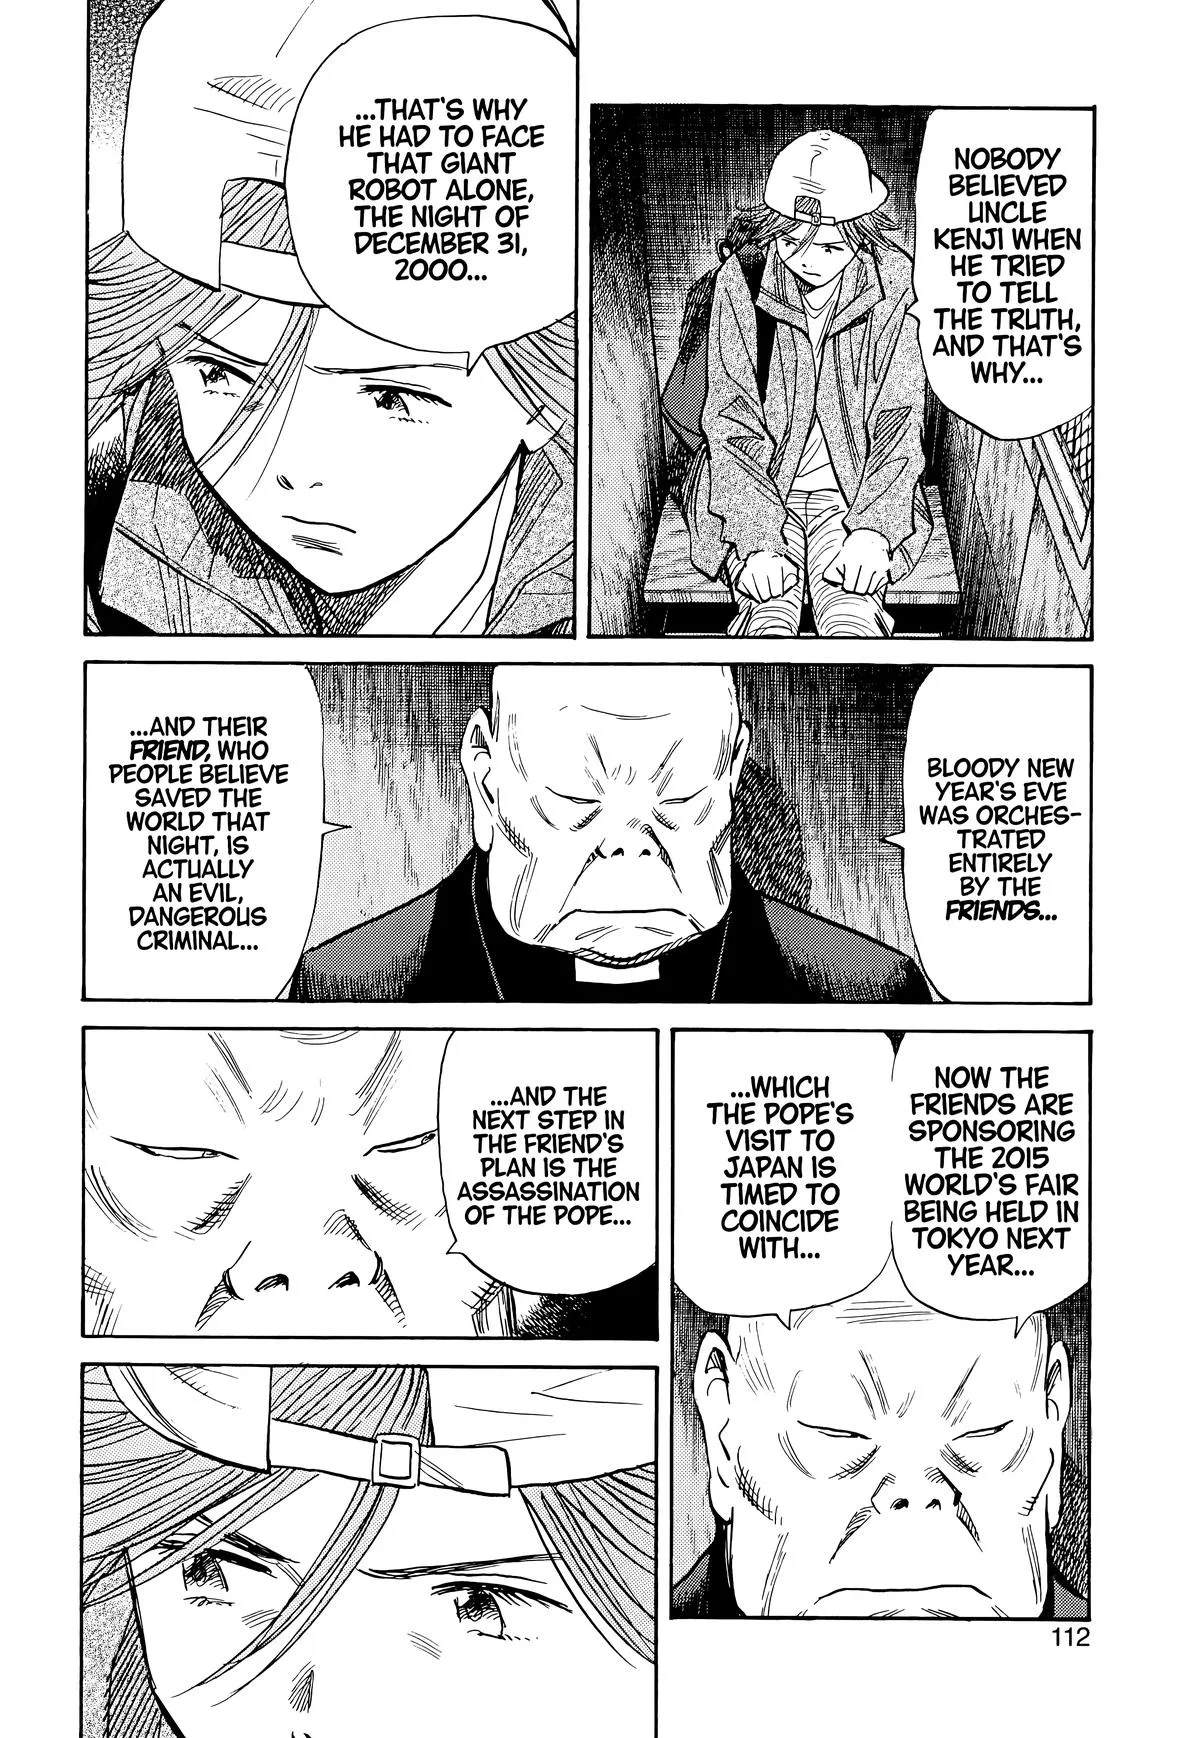 NOBODY
BELIEVED
UNCLE
KENJI WHEN
HE TRIED
TO TELL
THE TRUTH,
AND THAT'S
WHY...
...THAT'S WHY
HE HAD TO FACE
THAT GIANT
ROBOT ALONE,
THE NIGHT OF
DECEMBER 31,
2000...
BLOODY NEW
YEAR'S EVE
WAS ORCHES-
TRATED
ENTIRELY
BY THE
FRIENDS...
...AND THEIR
FRIEND, WHO
PEOPLE BELIEVE
SAVED THE
WORLD THAT
NIGHT, IS
ACTUALLY
AN EVIL,
DANGEROUS
CRIMINAL...
NOW THE
FRIENDS ARE
SPONSORING
THE 2015
WORLD'S FAIR
BEING HELD IN
TOKYO NEXT
YEAR...
...WHICH
THE POPE'S
VISIT TO
JAPAN IS
TIMED TO
COINCIDE
WITH...
...AND THE
NEXT STEP IN
THE FRIEND'S
PLAN IS THE
ASSASSINATION
OF THE POPE...
112